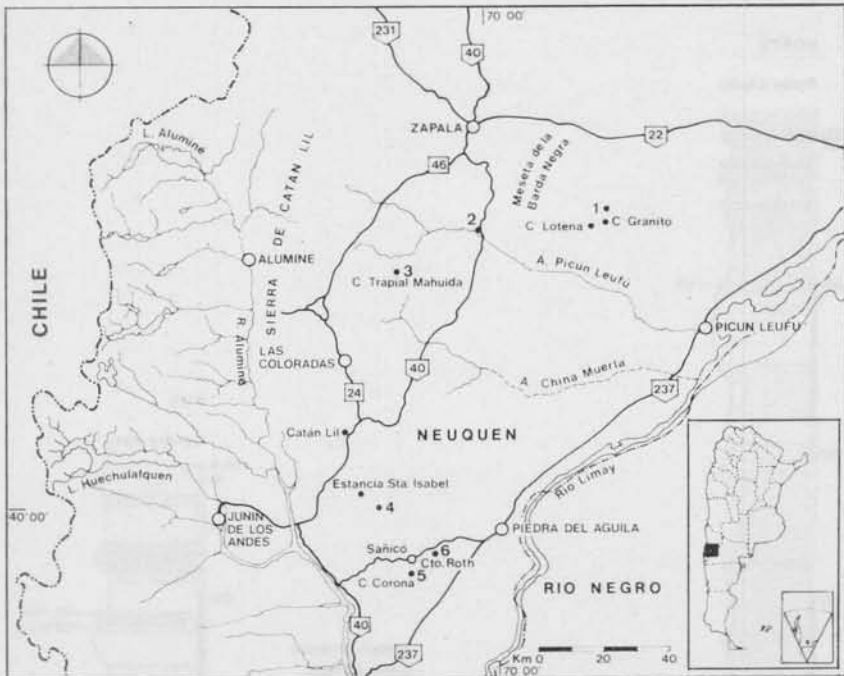 70 00'
231
40
ZAPALA
22
L. Alumine
SIERRA DE CATAN LIL
46
Meseta de la
Barda Negra
1
C Granito
C Lotena
2
ALUMINE
3
C. Trapial Mahuida
A. Picun Leufú
CHILE
R. Aluminé
PICUN LEUFU
LAS
COLORADAS
40
A. China Muerta
24
237
Catán Lil
NEUQUEN
L. Huechulafquen
Estancia Sta. Isabel
4
Rio Limay
40°00'
JUNIN
DE LOS
ANDES
PIEDRA DEL AGUILA
Sañicó
6
Cto. Roth
5
C. Corona
RIO NEGRO
40
237
Km 0 20 40
70 00'